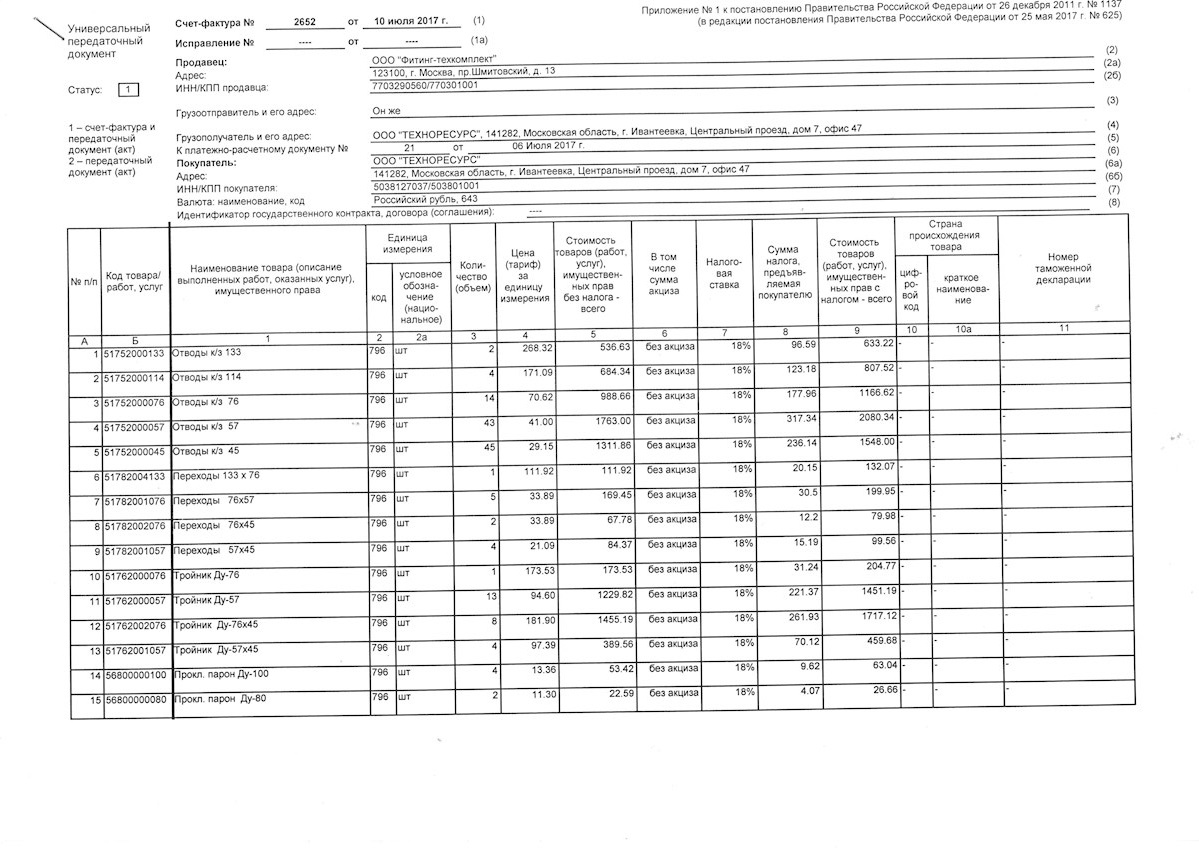 Приложение № 1 к постановлению Правительства Российской Федерации от 26 декабря 2011 г. № 1137
(в редакции постановления Правительства Российской Федерации от 25 мая 2017 г. № 625)
Универсальный
передаточный
документ
Счет-фактура № 2652 от 10 июля 2017 г. (1)
Исправление № ---- от ---- (1а)
Продавец: ООО "Фитинг-техкомплект" (2)
Адрес: 123100, г. Москва, пр.Шмитовский, д. 13 (2а)
Статус: 1
ИНН/КПП продавца: 7703290560/770301001 (2б)
Грузоотправитель и его адрес: Он же (3)
1 – счет-фактура и
передаточный
документ (акт)
2 – передаточный
документ (акт)
Грузополучатель и его адрес: ООО "ТЕХНОРЕСУРС", 141282, Московская область, г. Ивантеевка, Центральный проезд, дом 7, офис 47 (4)
К платежно-расчетному документу № 21 от 06 Июля 2017 г. (5)
Покупатель: ООО "ТЕХНОРЕСУРС" (6)
Адрес: 141282, Московская область, г. Ивантеевка, Центральный проезд, дом 7, офис 47 (6а)
ИНН/КПП покупателя: 5038127037/503801001 (6б)
Валюта: наименование, код Российский рубль, 643 (7)
Идентификатор государственного контракта, договора (соглашения): ---- (8)
№ п/п
Код товара/
работ, услуг
Наименование товара (описание
выполненных работ, оказанных услуг),
имущественного права
Единица
измерения
код
условное
обозна-
чение
(нацио-
нальное)
Коли-
чество
(объем)
Цена
(тариф)
за
единицу
измерения
Стоимость
товаров (работ,
услуг),
имуществен-
ных прав
без налога -
всего
В том
числе
сумма
акциза
Налого-
вая
ставка
Сумма
налога,
предъяв-
ляемая
покупателю
Стоимость
товаров
(работ, услуг),
имуществен-
ных прав с
налогом - всего
Страна
происхождения
товара
циф-
ро-
вой
код
краткое
наименова-
ние
Номер
таможенной
декларации
А Б 1 2 2а 3 4 5 6 7 8 9 10 10а 11
1 51752000133 Отводы к/з 133 796 шт 2 268.32 536.63 без акциза 18% 96.59 633.22 - - -
2 51752000114 Отводы к/з 114 796 шт 4 171.09 684.34 без акциза 18% 123.18 807.52 - - -
3 51752000076 Отводы к/з 76 796 шт 14 70.62 988.66 без акциза 18% 177.96 1166.62 - - -
4 51752000057 Отводы к/з 57 796 шт 43 41.00 1763.00 без акциза 18% 317.34 2080.34 - - -
5 51752000045 Отводы к/з 45 796 шт 45 29.15 1311.86 без акциза 18% 236.14 1548.00 - - -
6 51782004133 Переходы 133 х 76 796 шт 1 111.92 111.92 без акциза 18% 20.15 132.07 - - -
7 51782001076 Переходы 76х57 796 шт 5 33.89 169.45 без акциза 18% 30.5 199.95 - - -
8 51782002076 Переходы 76х45 796 шт 2 33.89 67.78 без акциза 18% 12.2 79.98 - - -
9 51782001057 Переходы 57х45 796 шт 4 21.09 84.37 без акциза 18% 15.19 99.56 - - -
10 51762000076 Тройник Ду-76 796 шт 1 173.53 173.53 без акциза 18% 31.24 204.77 - - -
11 51762000057 Тройник Ду-57 796 шт 13 94.60 1229.82 без акциза 18% 221.37 1451.19 - - -
12 51762002076 Тройник Ду-76х45 796 шт 8 181.90 1455.19 без акциза 18% 261.93 1717.12 - - -
13 51762001057 Тройник Ду-57х45 796 шт 4 97.39 389.56 без акциза 18% 70.12 459.68 - - -
14 56800000100 Прокл. парон Ду-100 796 шт 4 13.36 53.42 без акциза 18% 9.62 63.04 - - -
15 56800000080 Прокл. парон Ду-80 796 шт 2 11.30 22.59 без акциза 18% 4.07 26.66 - - -